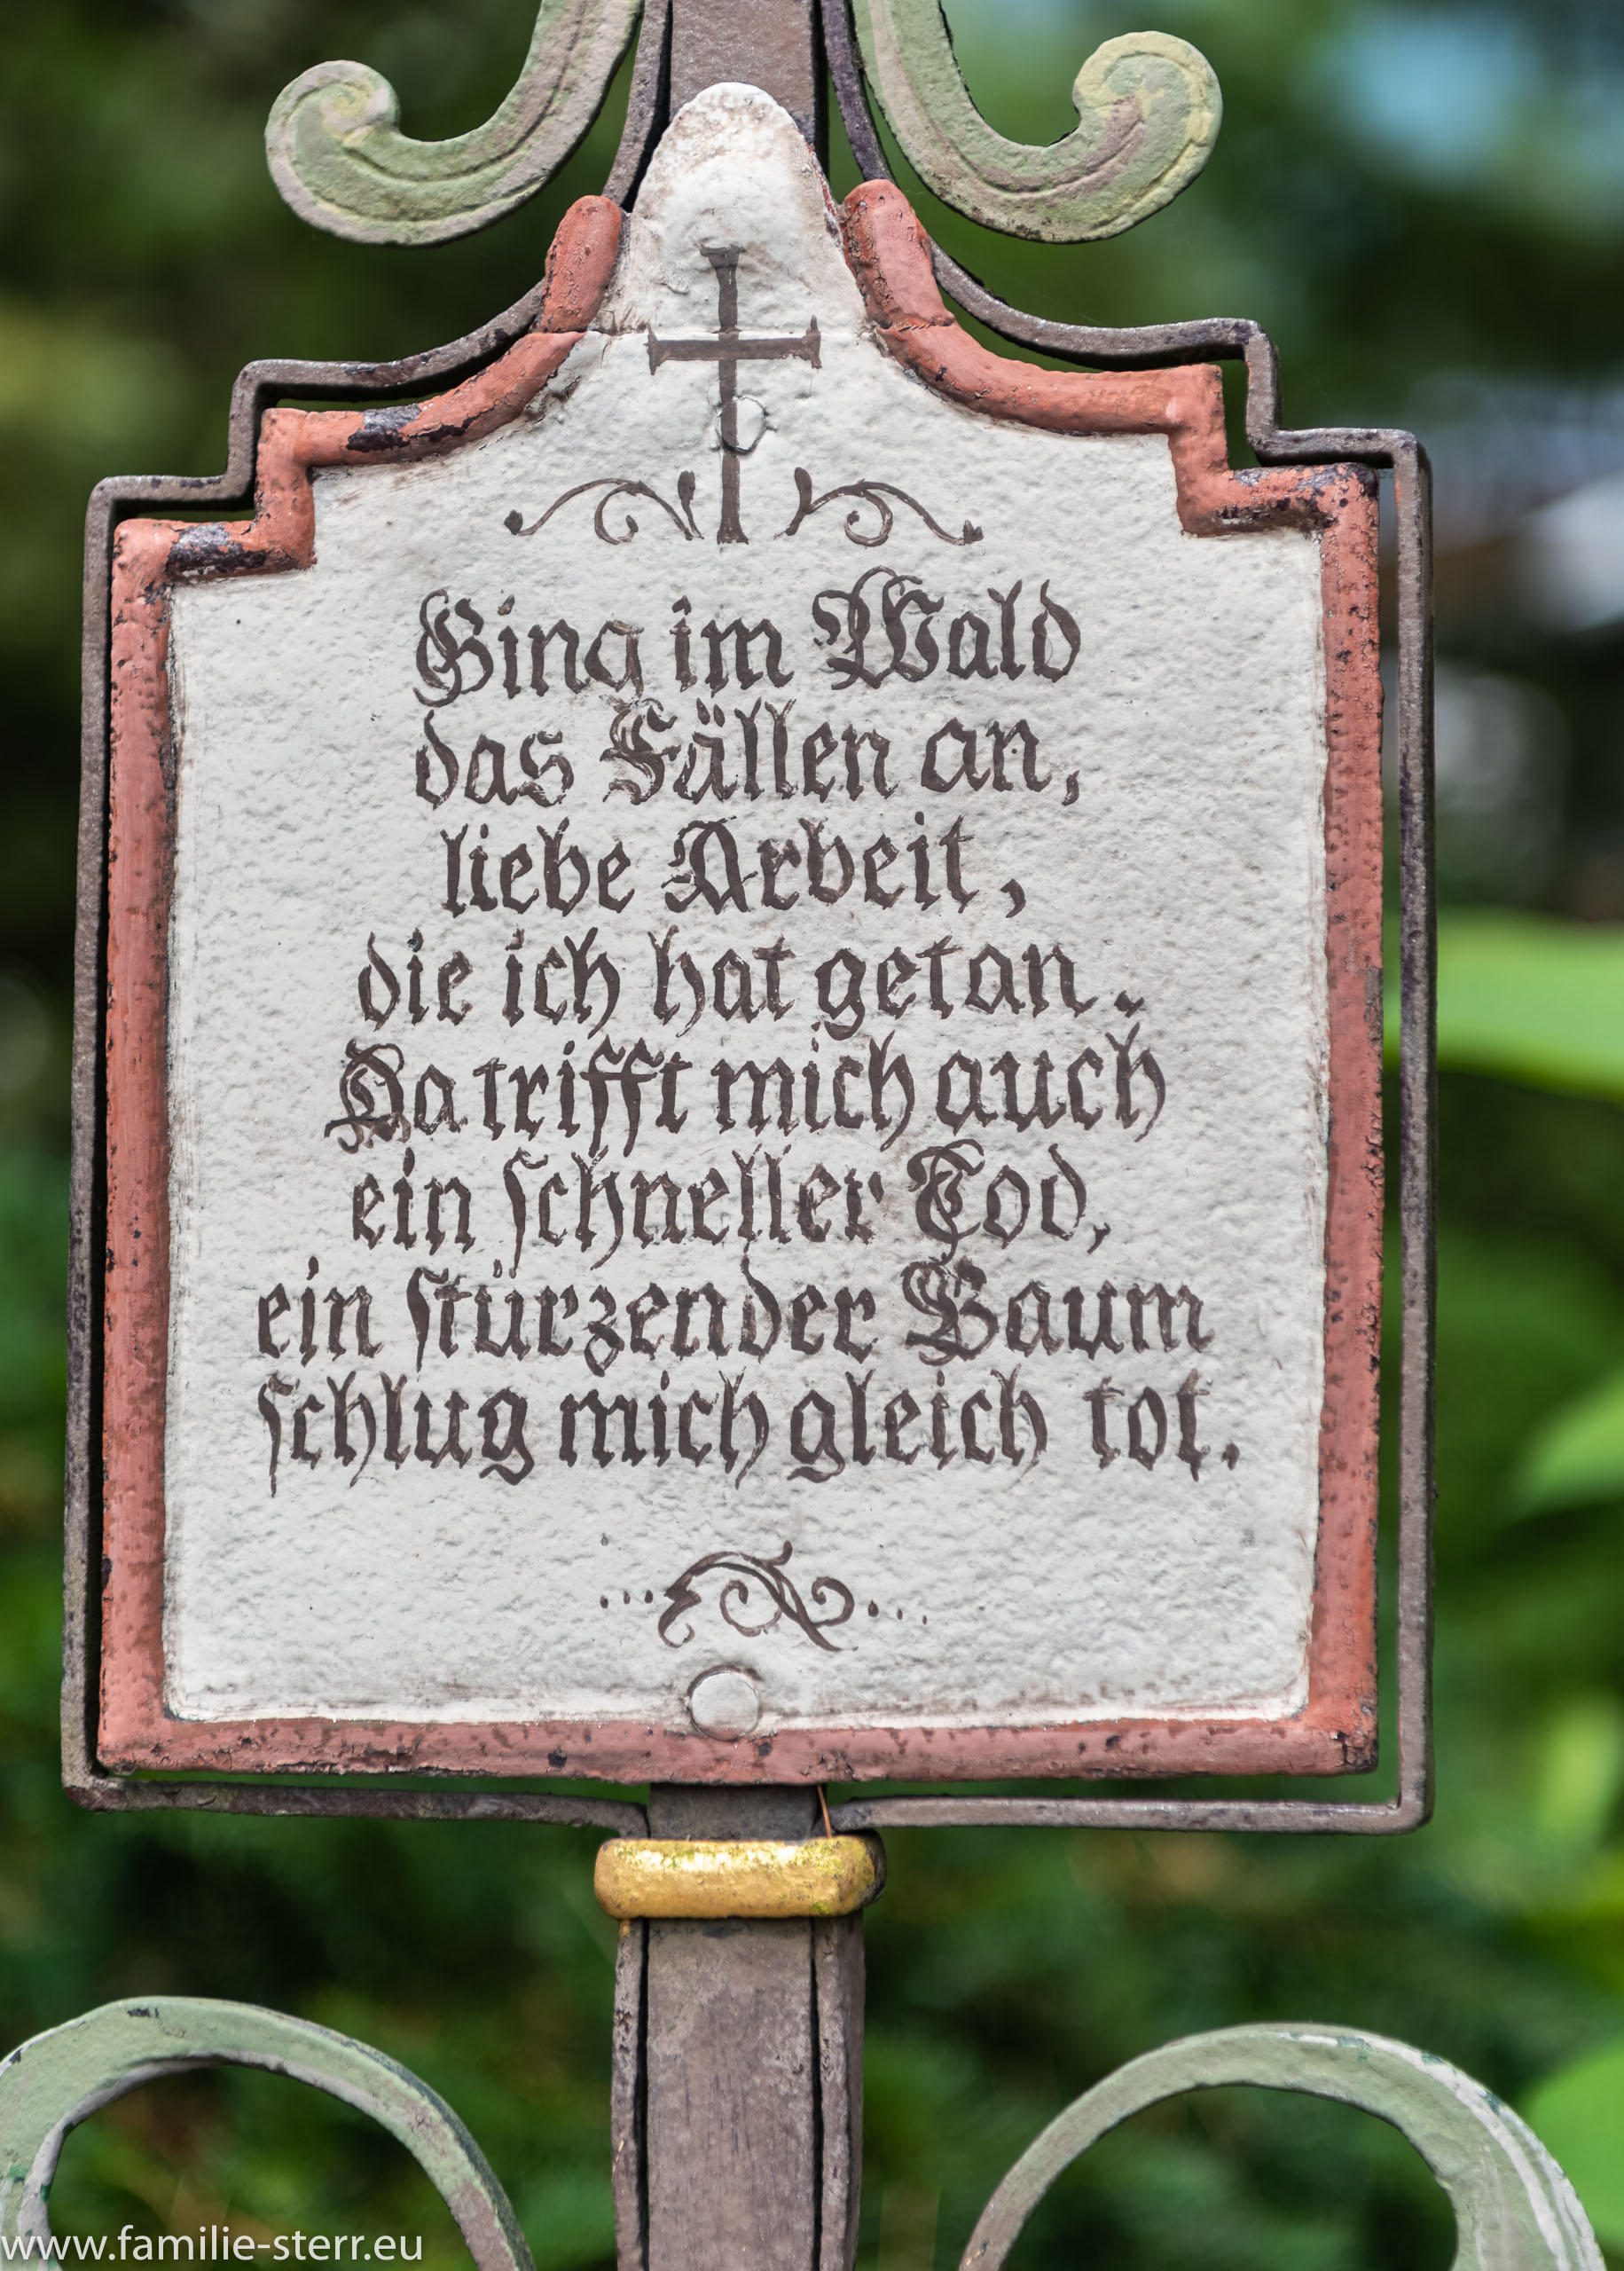 Ging im Wald
das Fällen an,
liebe Arbeit,
die ich hat getan.
Da trifft mich auch
ein schneller Tod,
ein stürzender Baum
schlug mich gleich tot.
www.familie-sterr.eu